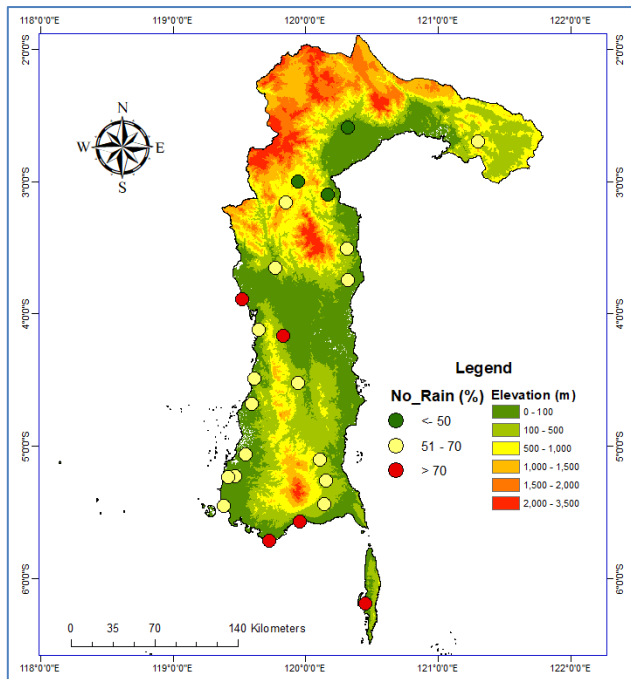 118°0'0"E 119°0'0"E 120°0'0"E 121°0'0"E 122°0'0"E
2°0'0"S 2°0'0"S
N
W E
S
3°0'0"S 3°0'0"S
4°0'0"S 4°0'0"S
Legend
No_Rain (%) Elevation (m)
<- 50 0 - 100
51 - 70 100 - 500
> 70 500 - 1,000
1,000 - 1,500
1,500 - 2,000
2,000 - 3,500
5°0'0"S 5°0'0"S
6°0'0"S 6°0'0"S
0 35 70 140 Kilometers
118°0'0"E 119°0'0"E 120°0'0"E 121°0'0"E 122°0'0"E